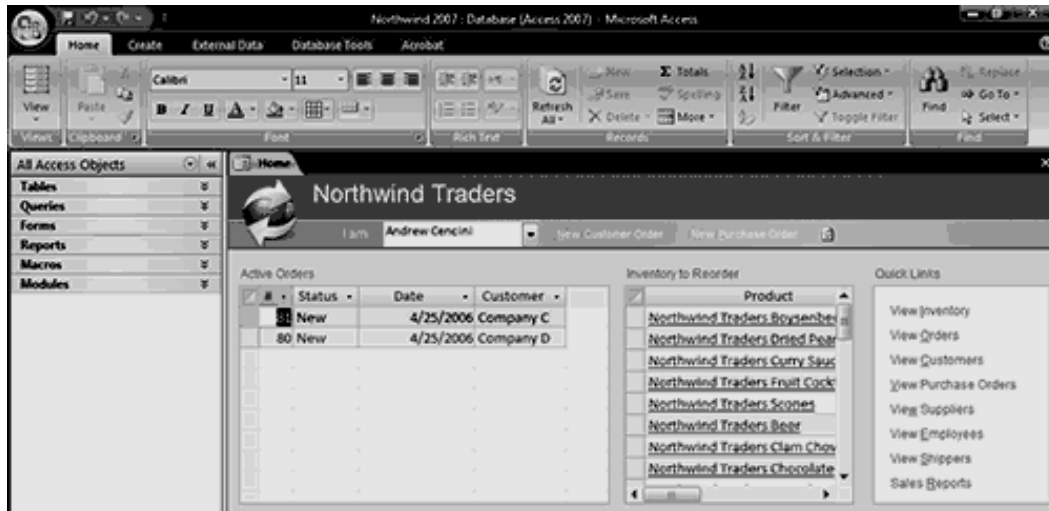 Northwind 2007 : Database (Access 2007) - Microsoft Access
Home Create External Data Database Tools Acrobat
View Paste Calibri 11 Refresh All New Save Delete Totals Spelling More Filter Selection Advanced Toggle Filter Find Replace Go To Select
B I U A
Views Clipboard Font Rich Text Records Sort & Filter Find
All Access Objects
Tables
Queries
Forms
Reports
Macros
Modules
Home
Northwind Traders
I am Andrew Cencini New Customer Order New Purchase Order
Active Orders
# Status Date Customer
81 New 4/25/2006 Company C
80 New 4/25/2006 Company D
Inventory to Reorder
Product
Northwind Traders Boysenber
Northwind Traders Dried Pear
Northwind Traders Curry Sauc
Northwind Traders Fruit Cock
Northwind Traders Scones
Northwind Traders Beer
Northwind Traders Clam Chow
Northwind Traders Chocolate
Quick Links
View Inventory
View Orders
View Customers
View Purchase Orders
View Suppliers
View Employees
View Shippers
Sales Reports